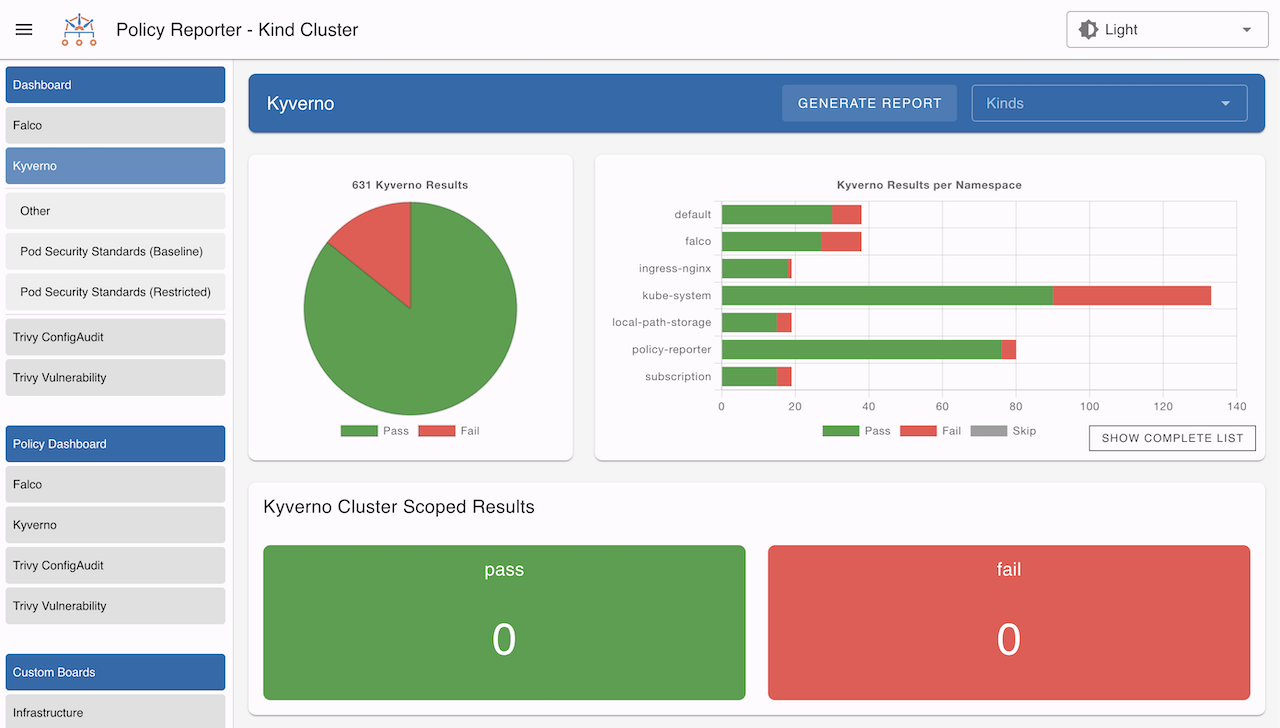 Policy Reporter - Kind Cluster
Light
Dashboard
Falco
Kyverno
Other
Pod Security Standards (Baseline)
Pod Security Standards (Restricted)
Trivy ConfigAudit
Trivy Vulnerability
Policy Dashboard
Falco
Kyverno
Trivy ConfigAudit
Trivy Vulnerability
Custom Boards
Infrastructure
Kyverno
GENERATE REPORT
Kinds
631 Kyverno Results
Pass Fail
Kyverno Results per Namespace
default
falco
ingress-nginx
kube-system
local-path-storage
policy-reporter
subscription
0 20 40 60 80 100 120 140
Pass Fail Skip
SHOW COMPLETE LIST
Kyverno Cluster Scoped Results
pass
0
fail
0